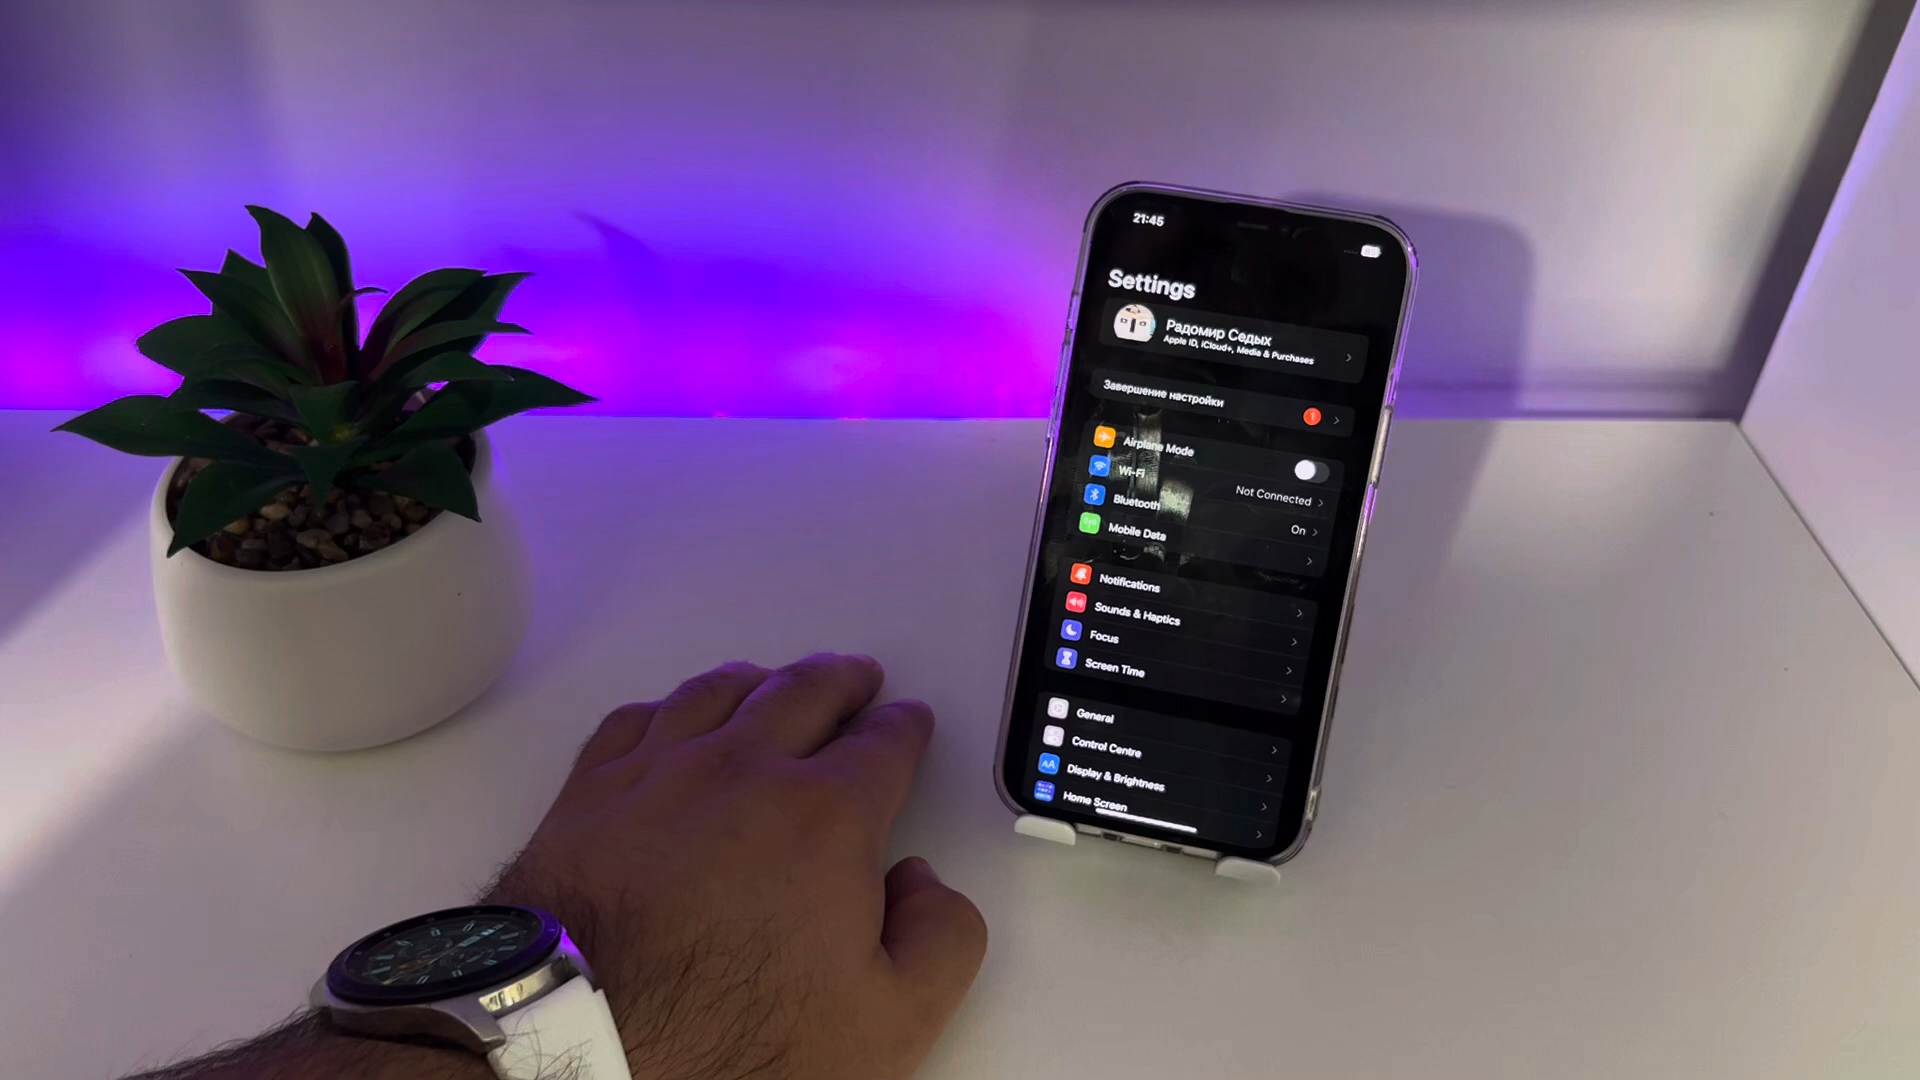 21:45
Settings
Радомир Седых
Apple ID, iCloud+, Media & Purchases
Завершение настройки
1
Airplane Mode
Wi-Fi
Not Connected
Bluetooth
On
Mobile Data
Notifications
Sounds & Haptics
Focus
Screen Time
General
Control Centre
Display & Brightness
AA
Home Screen